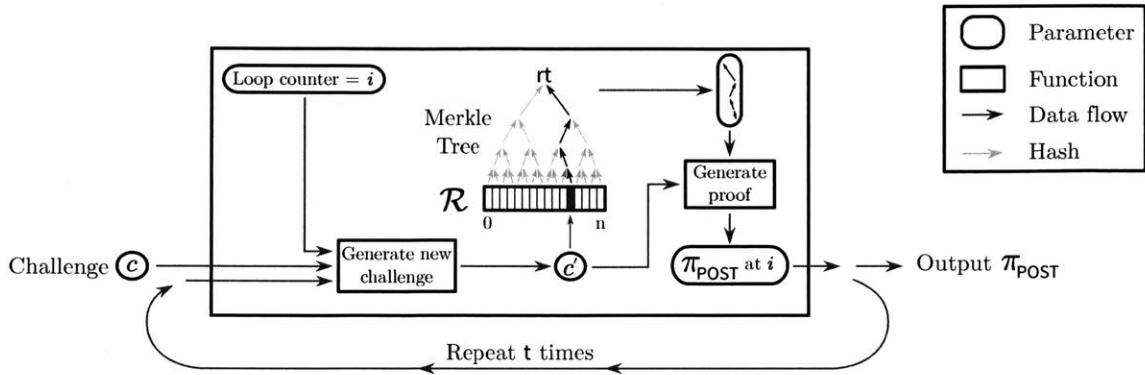 Parameter
Function
Data flow
Hash
Loop counter = i
rt
Merkle
Tree
R
0
n
Generate
proof
Challenge c
Generate new
challenge
c'
π_POST at i
Output π_POST
Repeat t times